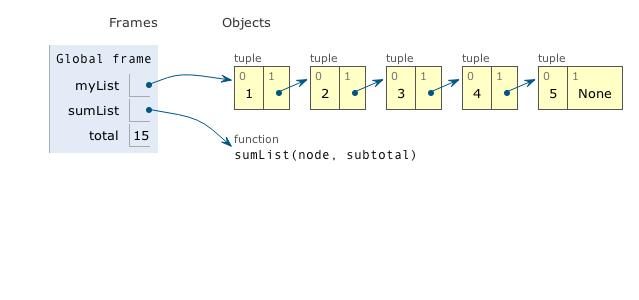 Frames Objects
Global frame
myList
sumList
total 15
tuple tuple tuple tuple tuple
0 1 0 1 0 1 0 1 0 1
1 2 3 4 5 None
function
sumList(node, subtotal)